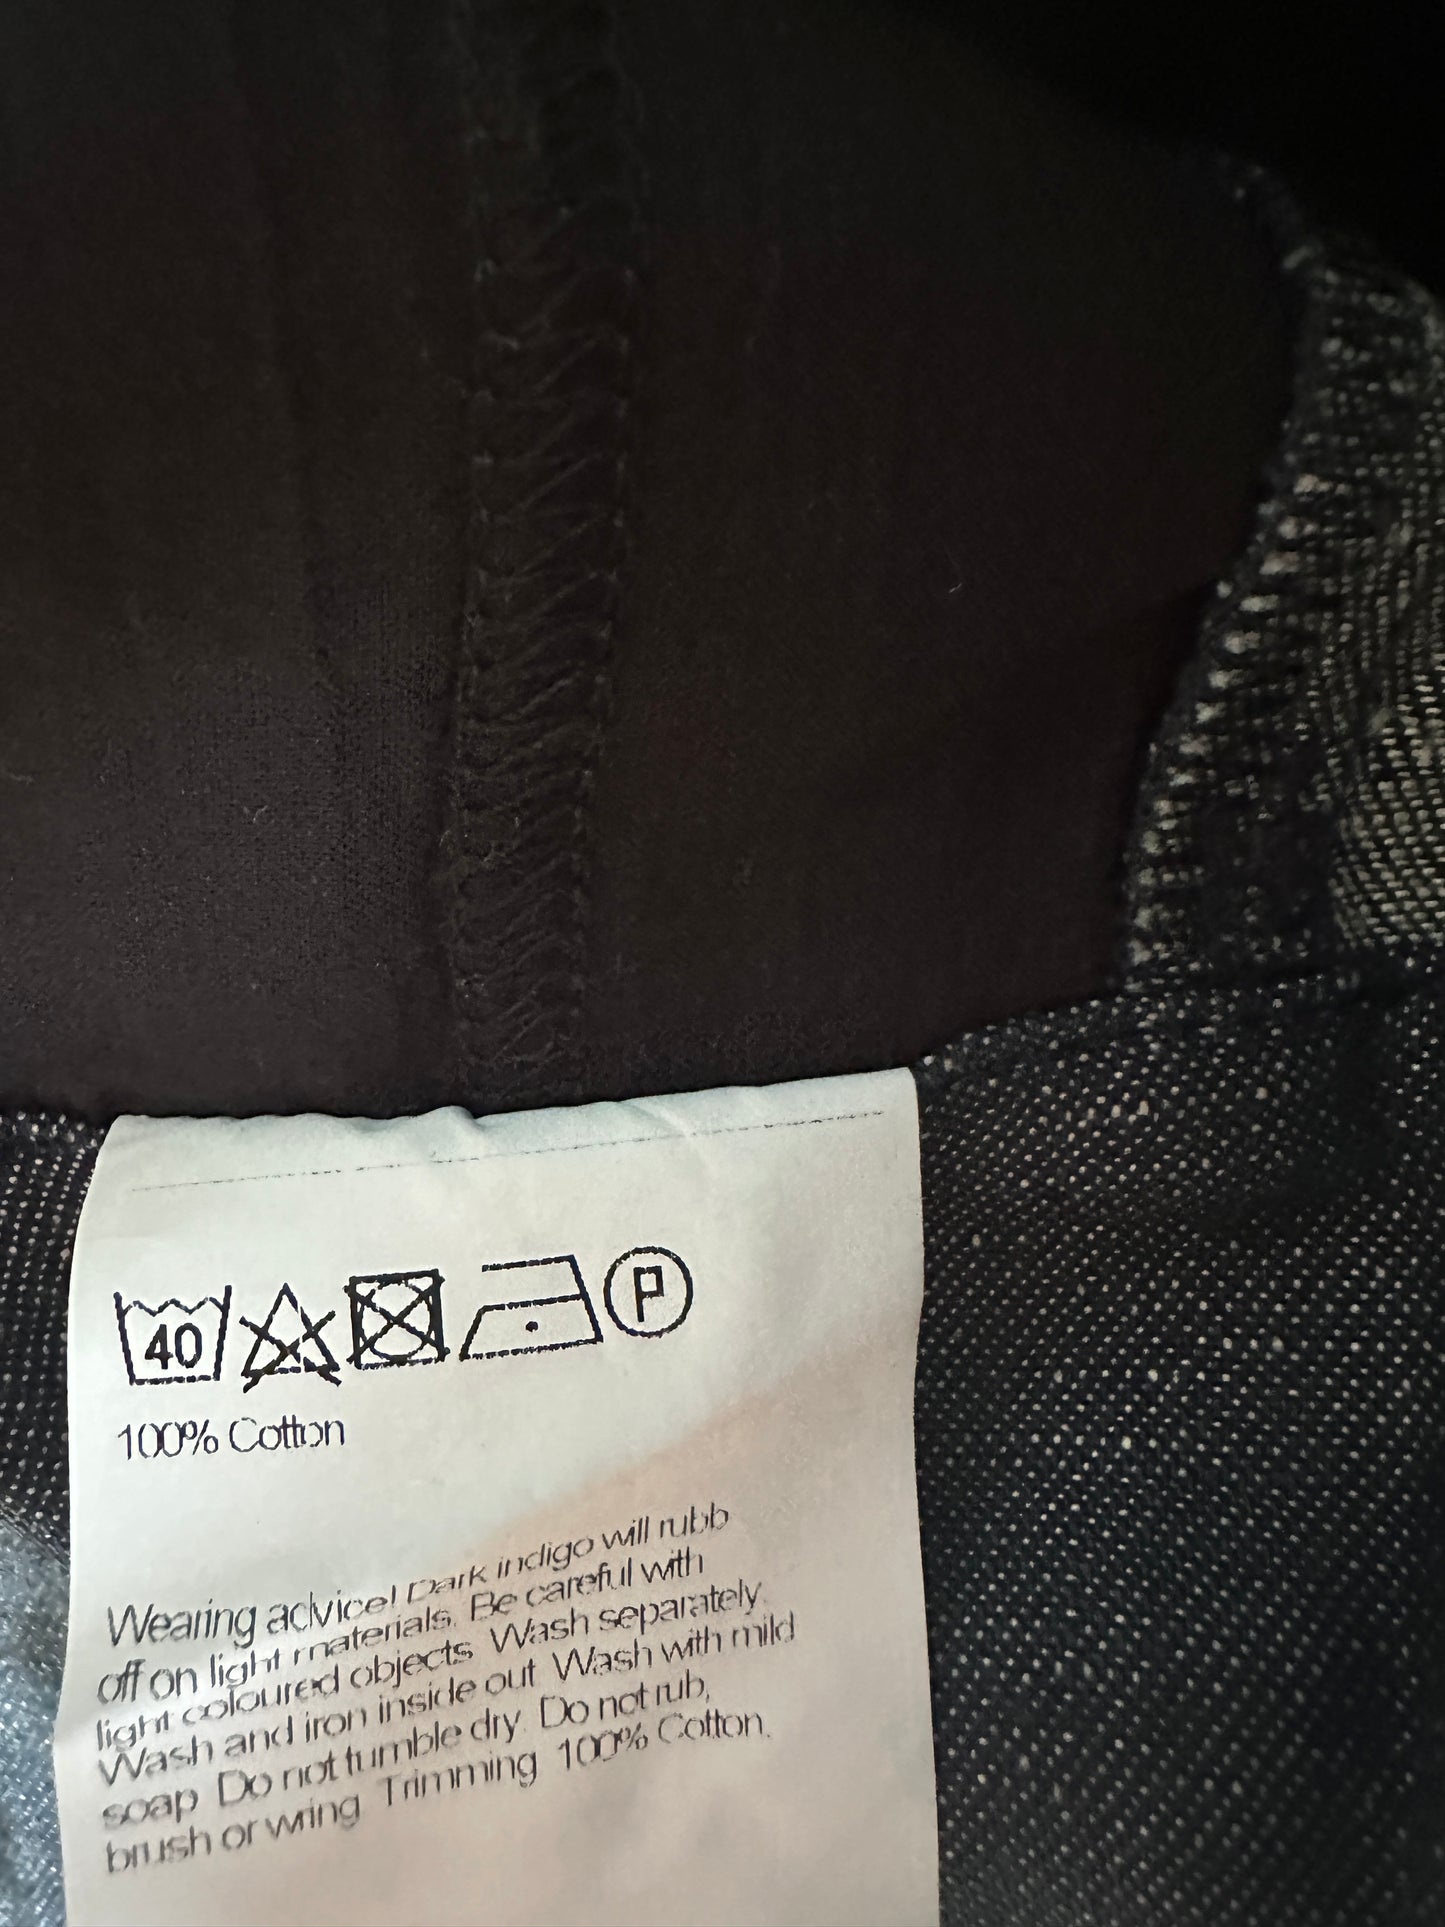 40 P
100% Cotton
Wearing advice! Dark indigo will rubb
off on light materials. Be careful with
light coloured objects. Wash separately.
Wash and iron inside out. Wash with mild
soap. Do not tumble dry. Do not rub,
brush or wring. Trimming: 100% Cotton.